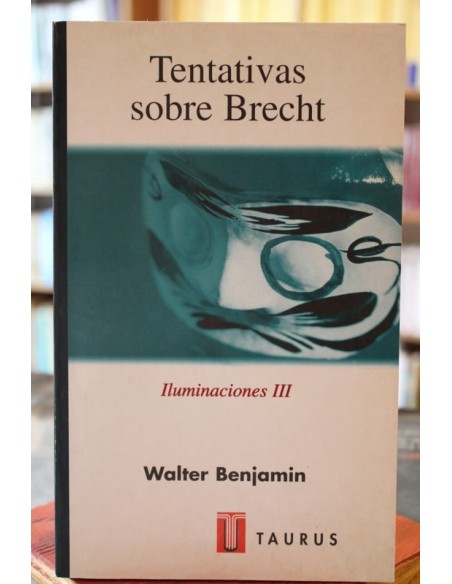 Tentativas
sobre Brecht
Iluminaciones III
Walter Benjamin
TAURUS